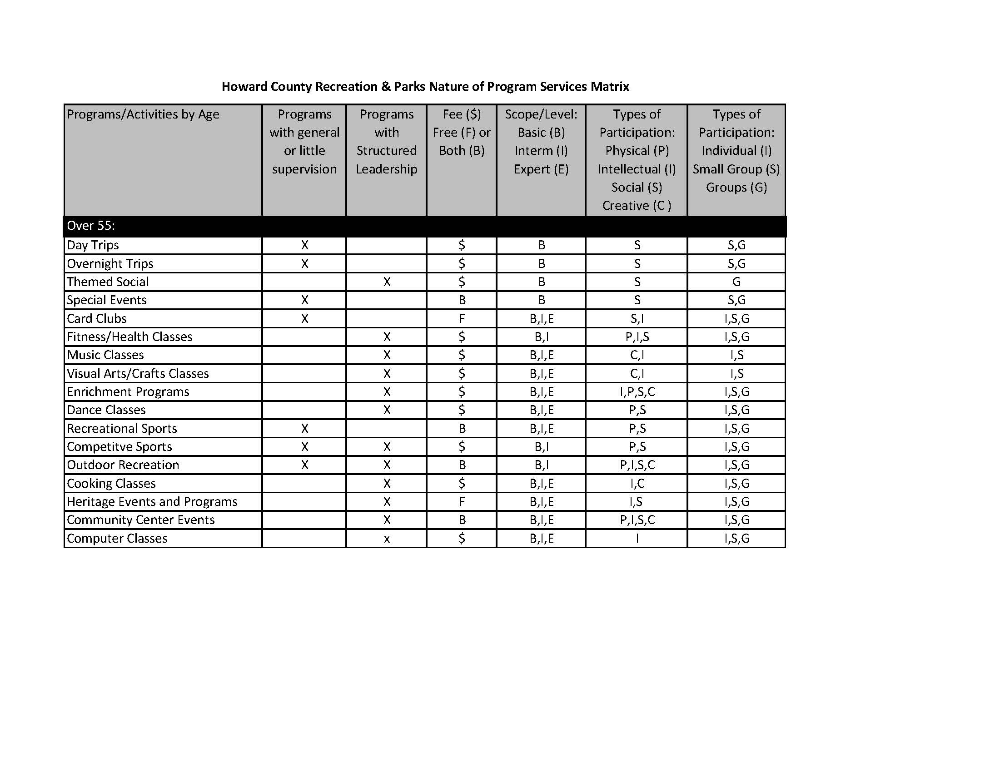 Howard County Recreation & Parks Nature of Program Services Matrix
Programs/Activities by Age Programs with general or little supervision Programs with Structured Leadership Fee ($) Free (F) or Both (B) Scope/Level: Basic (B) Interm (I) Expert (E) Types of Participation: Physical (P) Intellectual (I) Social (S) Creative (C ) Types of Participation: Individual (I) Small Group (S) Groups (G)
Over 55:
Day Trips X $ B S S,G
Overnight Trips X $ B S S,G
Themed Social X $ B S G
Special Events X B B S S,G
Card Clubs X F B,I,E S,I I,S,G
Fitness/Health Classes X $ B,I P,I,S I,S,G
Music Classes X $ B,I,E C,I I,S
Visual Arts/Crafts Classes X $ B,I,E C,I I,S
Enrichment Programs X $ B,I,E I,P,S,C I,S,G
Dance Classes X $ B,I,E P,S I,S,G
Recreational Sports X B B,I,E P,S I,S,G
Competitve Sports X X $ B,I P,S I,S,G
Outdoor Recreation X X B B,I P,I,S,C I,S,G
Cooking Classes X $ B,I,E I,C I,S,G
Heritage Events and Programs X F B,I,E I,S I,S,G
Community Center Events X B B,I,E P,I,S,C I,S,G
Computer Classes x $ B,I,E I I,S,G